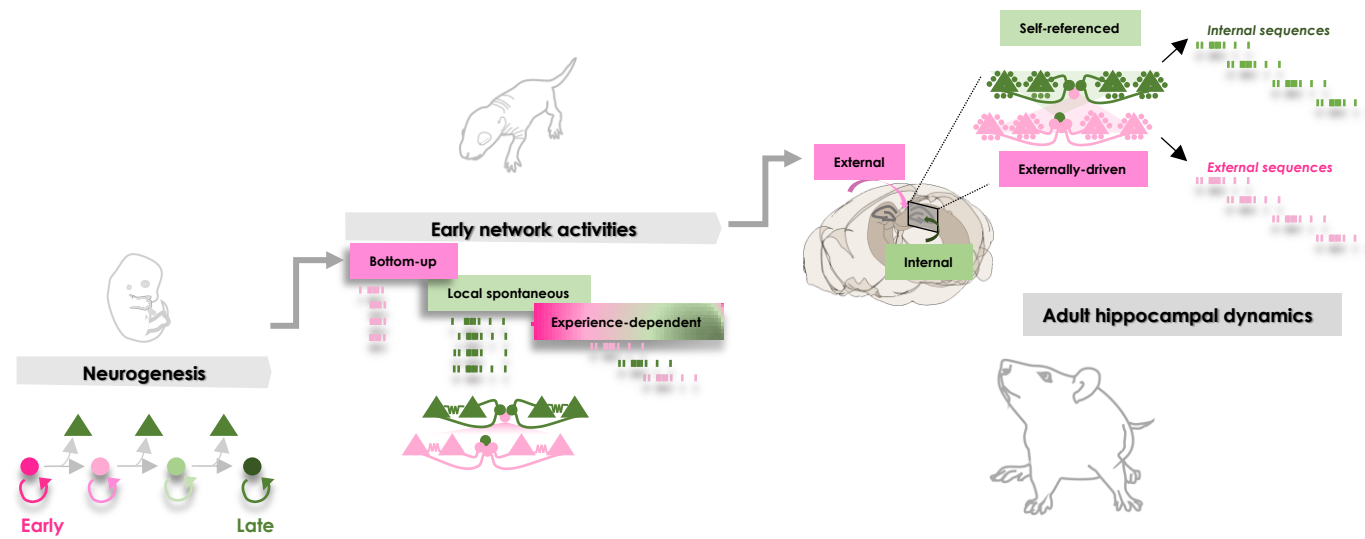 Neurogenesis
Early
Late
Early network activities
Bottom-up
Local spontaneous
Experience-dependent
External
Internal
Self-referenced
Externally-driven
Internal sequences
External sequences
Adult hippocampal dynamics